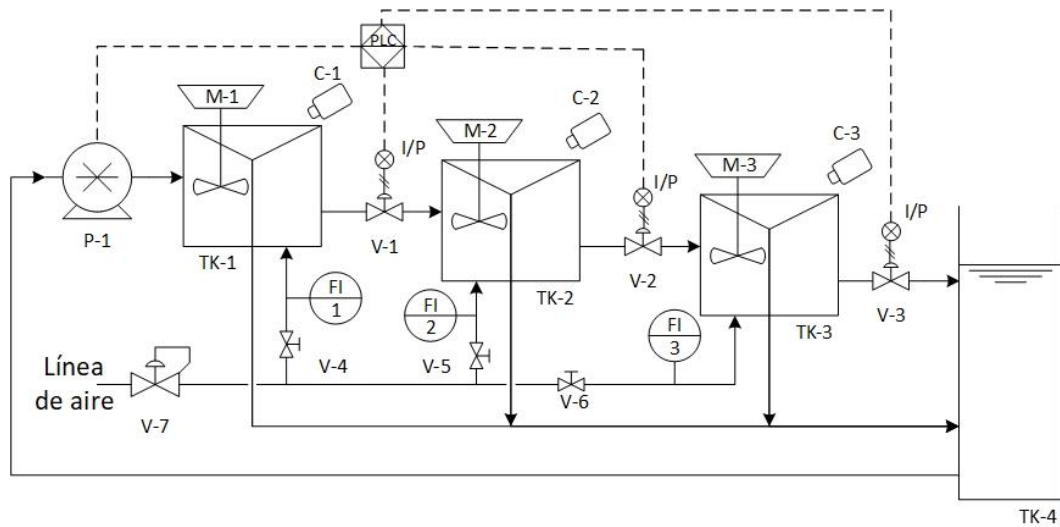 PLC
C-1
M-1
I/P
P-1
TK-1
V-1
C-2
M-2
I/P
TK-2
V-2
C-3
M-3
I/P
TK-3
V-3
FI
1
FI
2
FI
3
V-4
V-5
V-6
Línea
de aire
V-7
TK-4